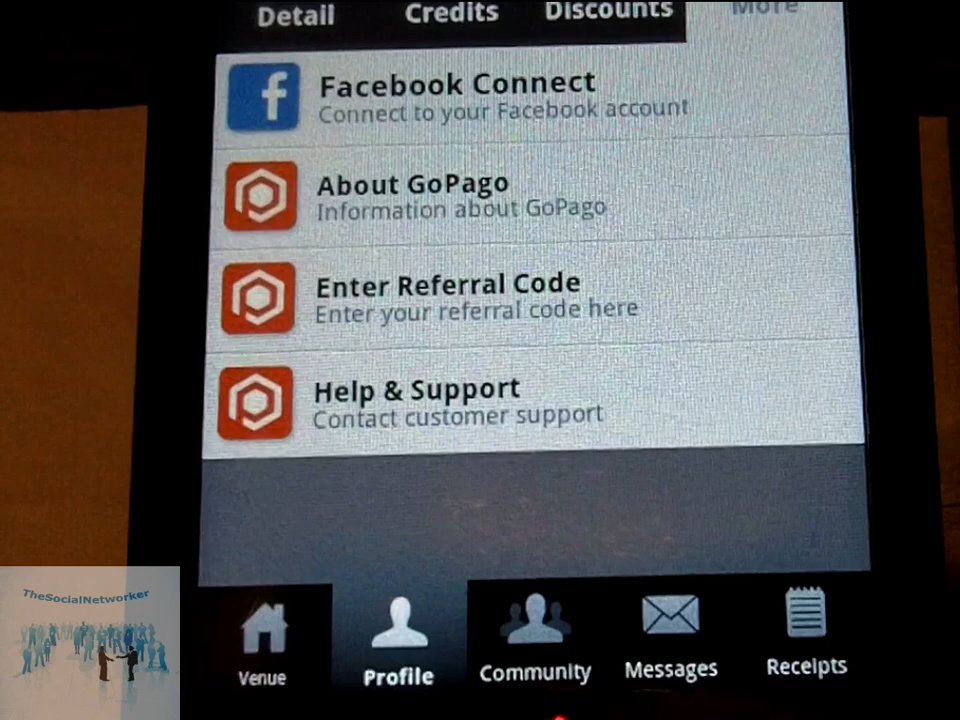 Detail Credits Discounts More
Facebook Connect
Connect to your Facebook account
About GoPago
Information about GoPago
Enter Referral Code
Enter your referral code here
Help & Support
Contact customer support
Venue Profile Community Messages Receipts
TheSocialNetworker